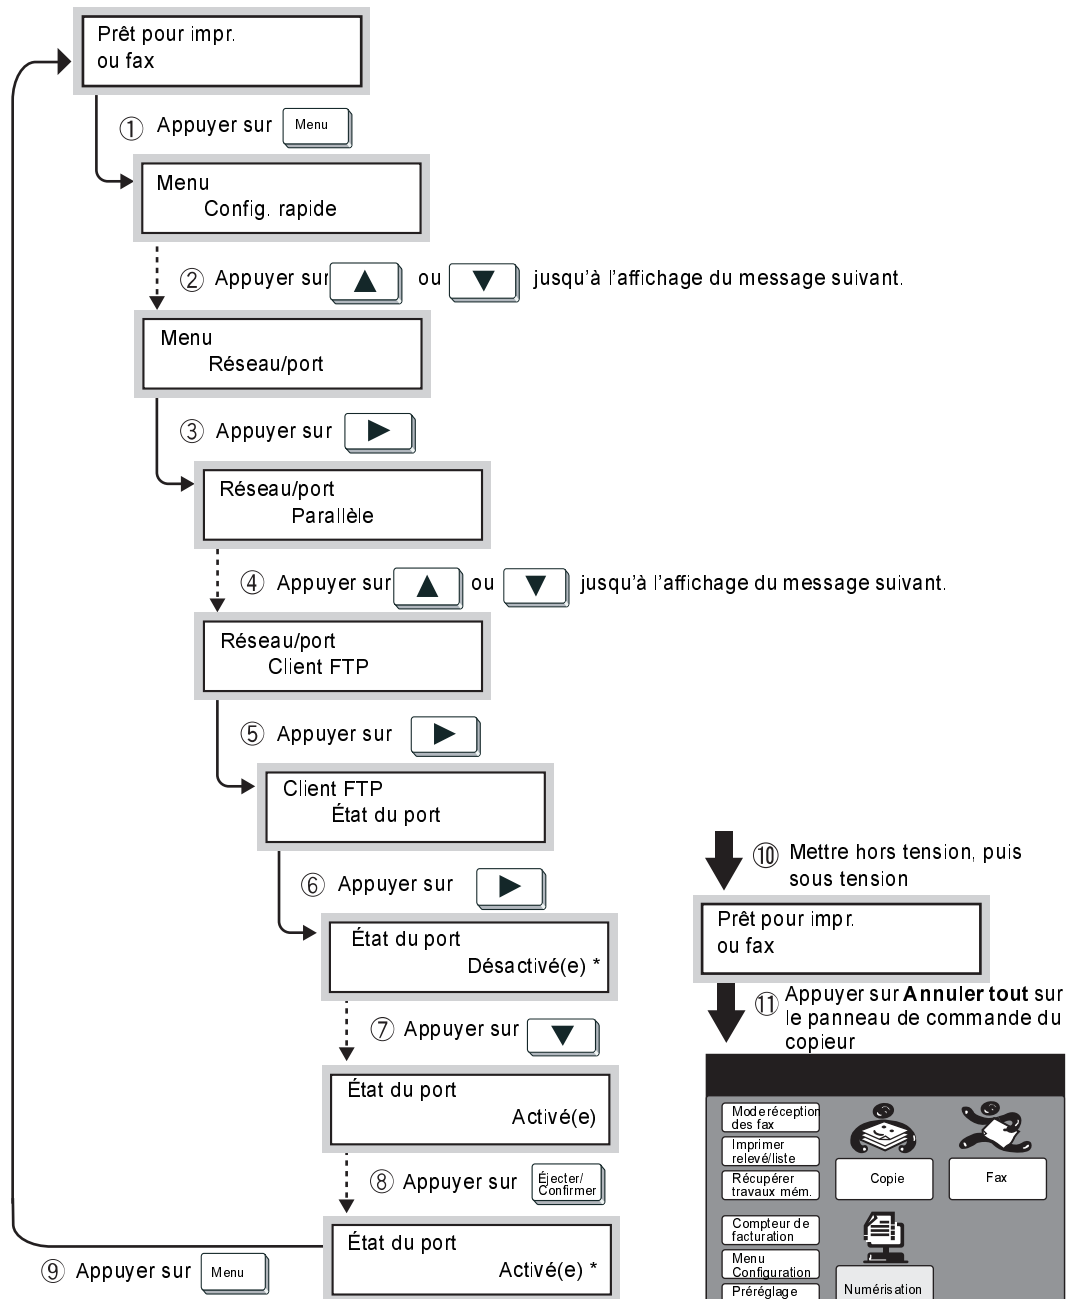 Prêt pour impr.
ou fax
① Appuyer sur Menu
Menu
Config. rapide
② Appuyer sur ▲ ou ▼ jusqu'à l'affichage du message suivant.
Menu
Réseau/port
③ Appuyer sur ▶
Réseau/port
Parallèle
④ Appuyer sur ▲ ou ▼ jusqu'à l'affichage du message suivant.
Réseau/port
Client FTP
⑤ Appuyer sur ▶
Client FTP
État du port
⑥ Appuyer sur ▶
État du port
Désactivé(e) *
⑦ Appuyer sur ▼
État du port
Activé(e)
⑧ Appuyer sur Éjecter/
Confirmer
État du port
Activé(e) *
⑨ Appuyer sur Menu
⑩ Mettre hors tension, puis
sous tension
Prêt pour impr.
ou fax
⑪ Appuyer sur Annuler tout sur
le panneau de commande du
copieur
Mode réception
des fax
Imprimer
relevé/liste
Récupérer
travaux mém.
Copie
Fax
Compteur de
facturation
Menu
Configuration
Préréglage
Numérisation